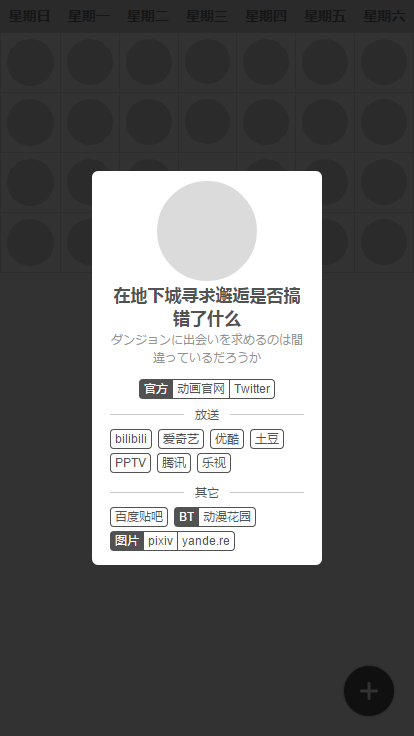 星期日 星期一 星期二 星期三 星期四 星期五 星期六
在地下城寻求邂逅是否搞
错了什么
ダンジョンに出会いを求めるのは間
違っているだろうか
官方 动画官网 Twitter
放送
bilibili 爱奇艺 优酷 土豆
PPTV 腾讯 乐视
其它
百度贴吧 BT 动漫花园
图片 pixiv yande.re